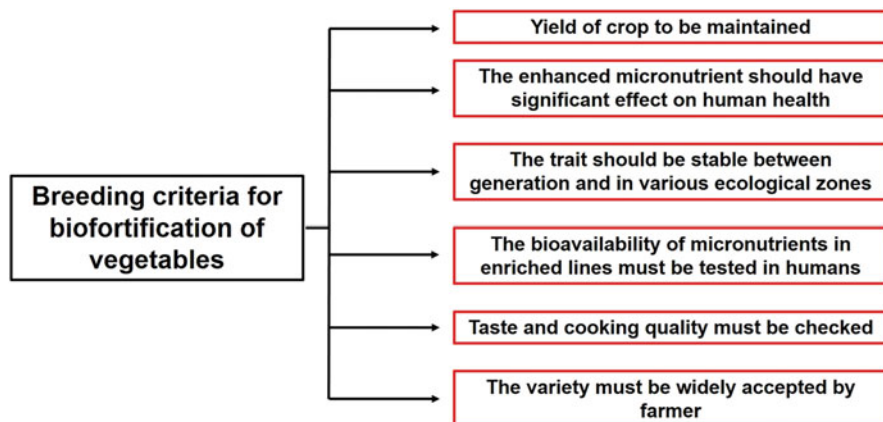 Breeding criteria for
biofortification of
vegetables
Yield of crop to be maintained
The enhanced micronutrient should have
significant effect on human health
The trait should be stable between
generation and in various ecological zones
The bioavailability of micronutrients in
enriched lines must be tested in humans
Taste and cooking quality must be checked
The variety must be widely accepted by
farmer